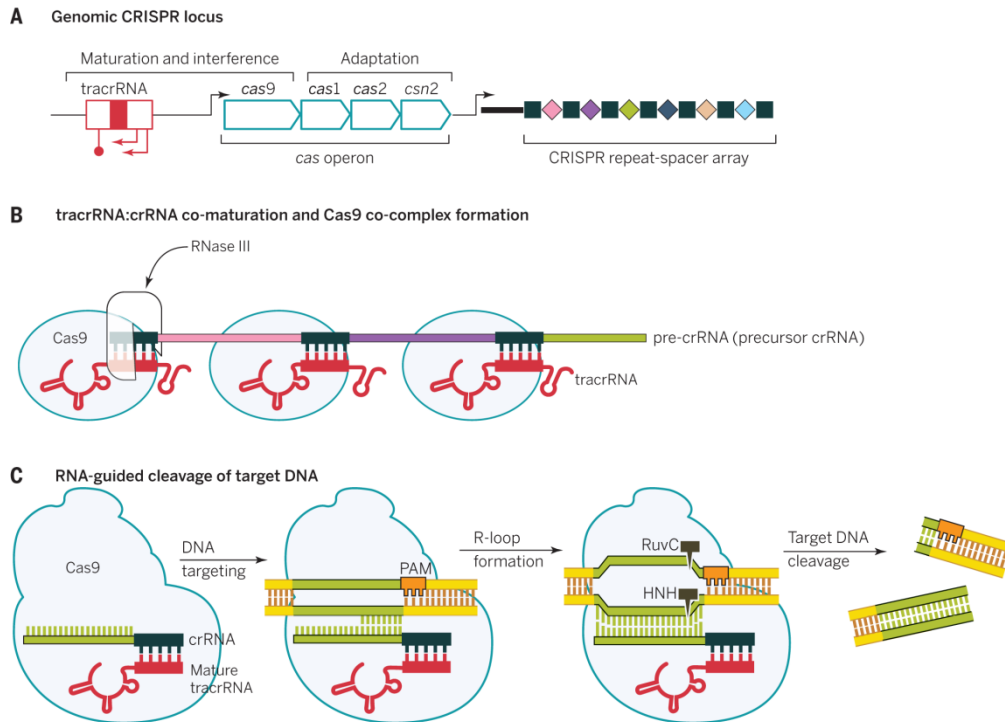 A Genomic CRISPR locus
Maturation and interference
Adaptation
tracrRNA
cas9
cas1
cas2
csn2
cas operon
CRISPR repeat-spacer array
B tracrRNA:crRNA co-maturation and Cas9 co-complex formation
RNase III
Cas9
pre-crRNA (precursor crRNA)
tracrRNA
C RNA-guided cleavage of target DNA
Cas9
DNA
targeting
PAM
R-loop
formation
RuvC
HNH
Target DNA
cleavage
crRNA
Mature
tracrRNA